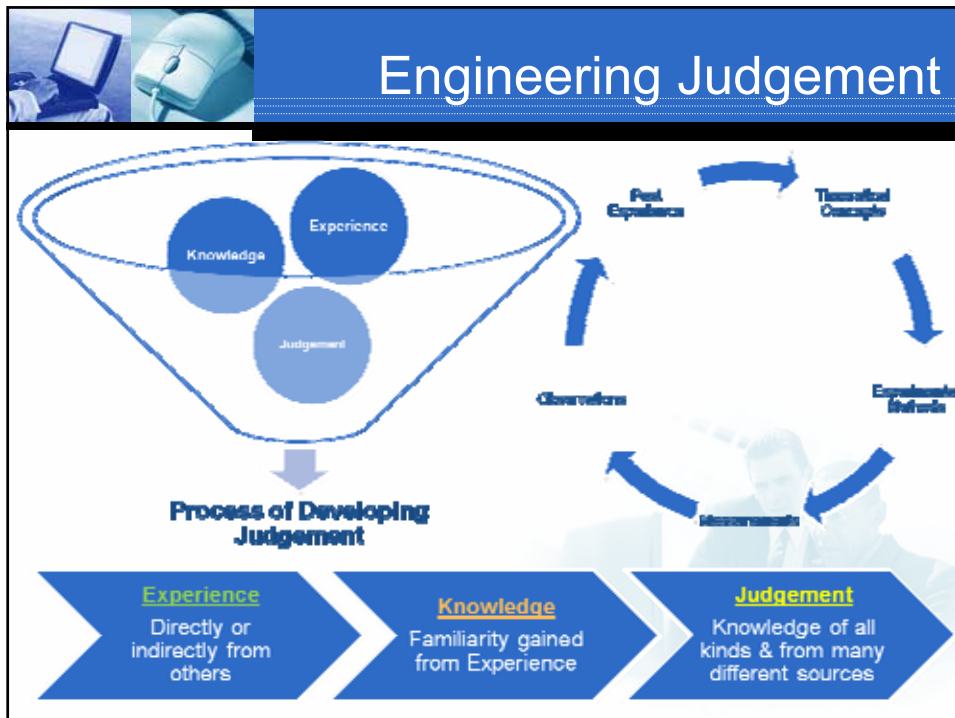 Engineering Judgement
Experience
Knowledge
Judgement
Process of Developing
Judgement
Past
Experience
Theoretical
Concepts
Experimental
Methods
Measurements
Observations
Experience
Directly or
indirectly from
others
Knowledge
Familiarity gained
from Experience
Judgement
Knowledge of all
kinds & from many
different sources